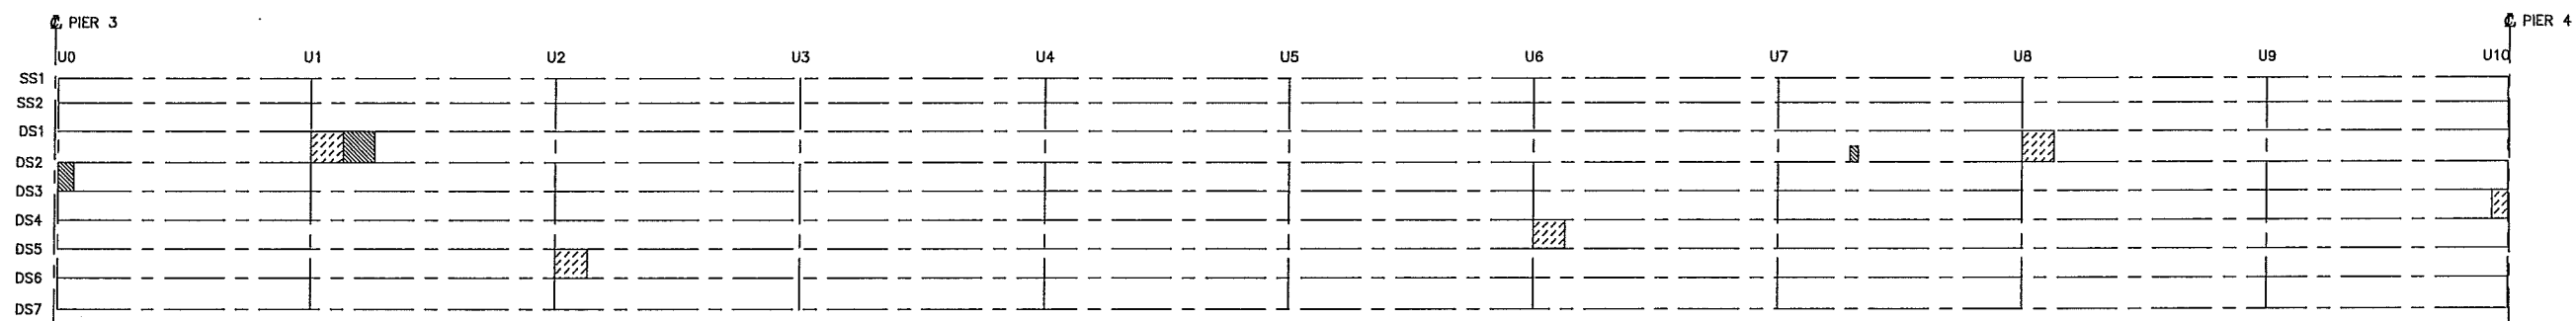 ℄ PIER 3 ℄ PIER 4
U0 U1 U2 U3 U4 U5 U6 U7 U8 U9 U10
SS1
SS2
DS1
DS2
DS3
DS4
DS5
DS6
DS7